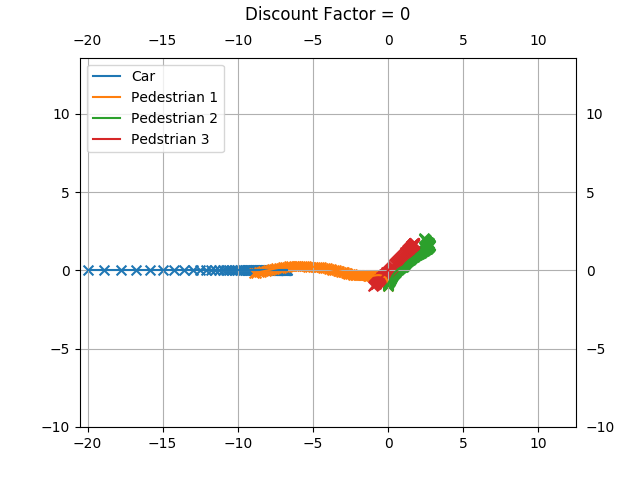 Discount Factor = 0
−20 −15 −10 −5 0 5 10
Car
Pedestrian 1
Pedestrian 2
Pedstrian 3
10 10
5 5
0 0
−5 −5
−10 −10
−20 −15 −10 −5 0 5 10